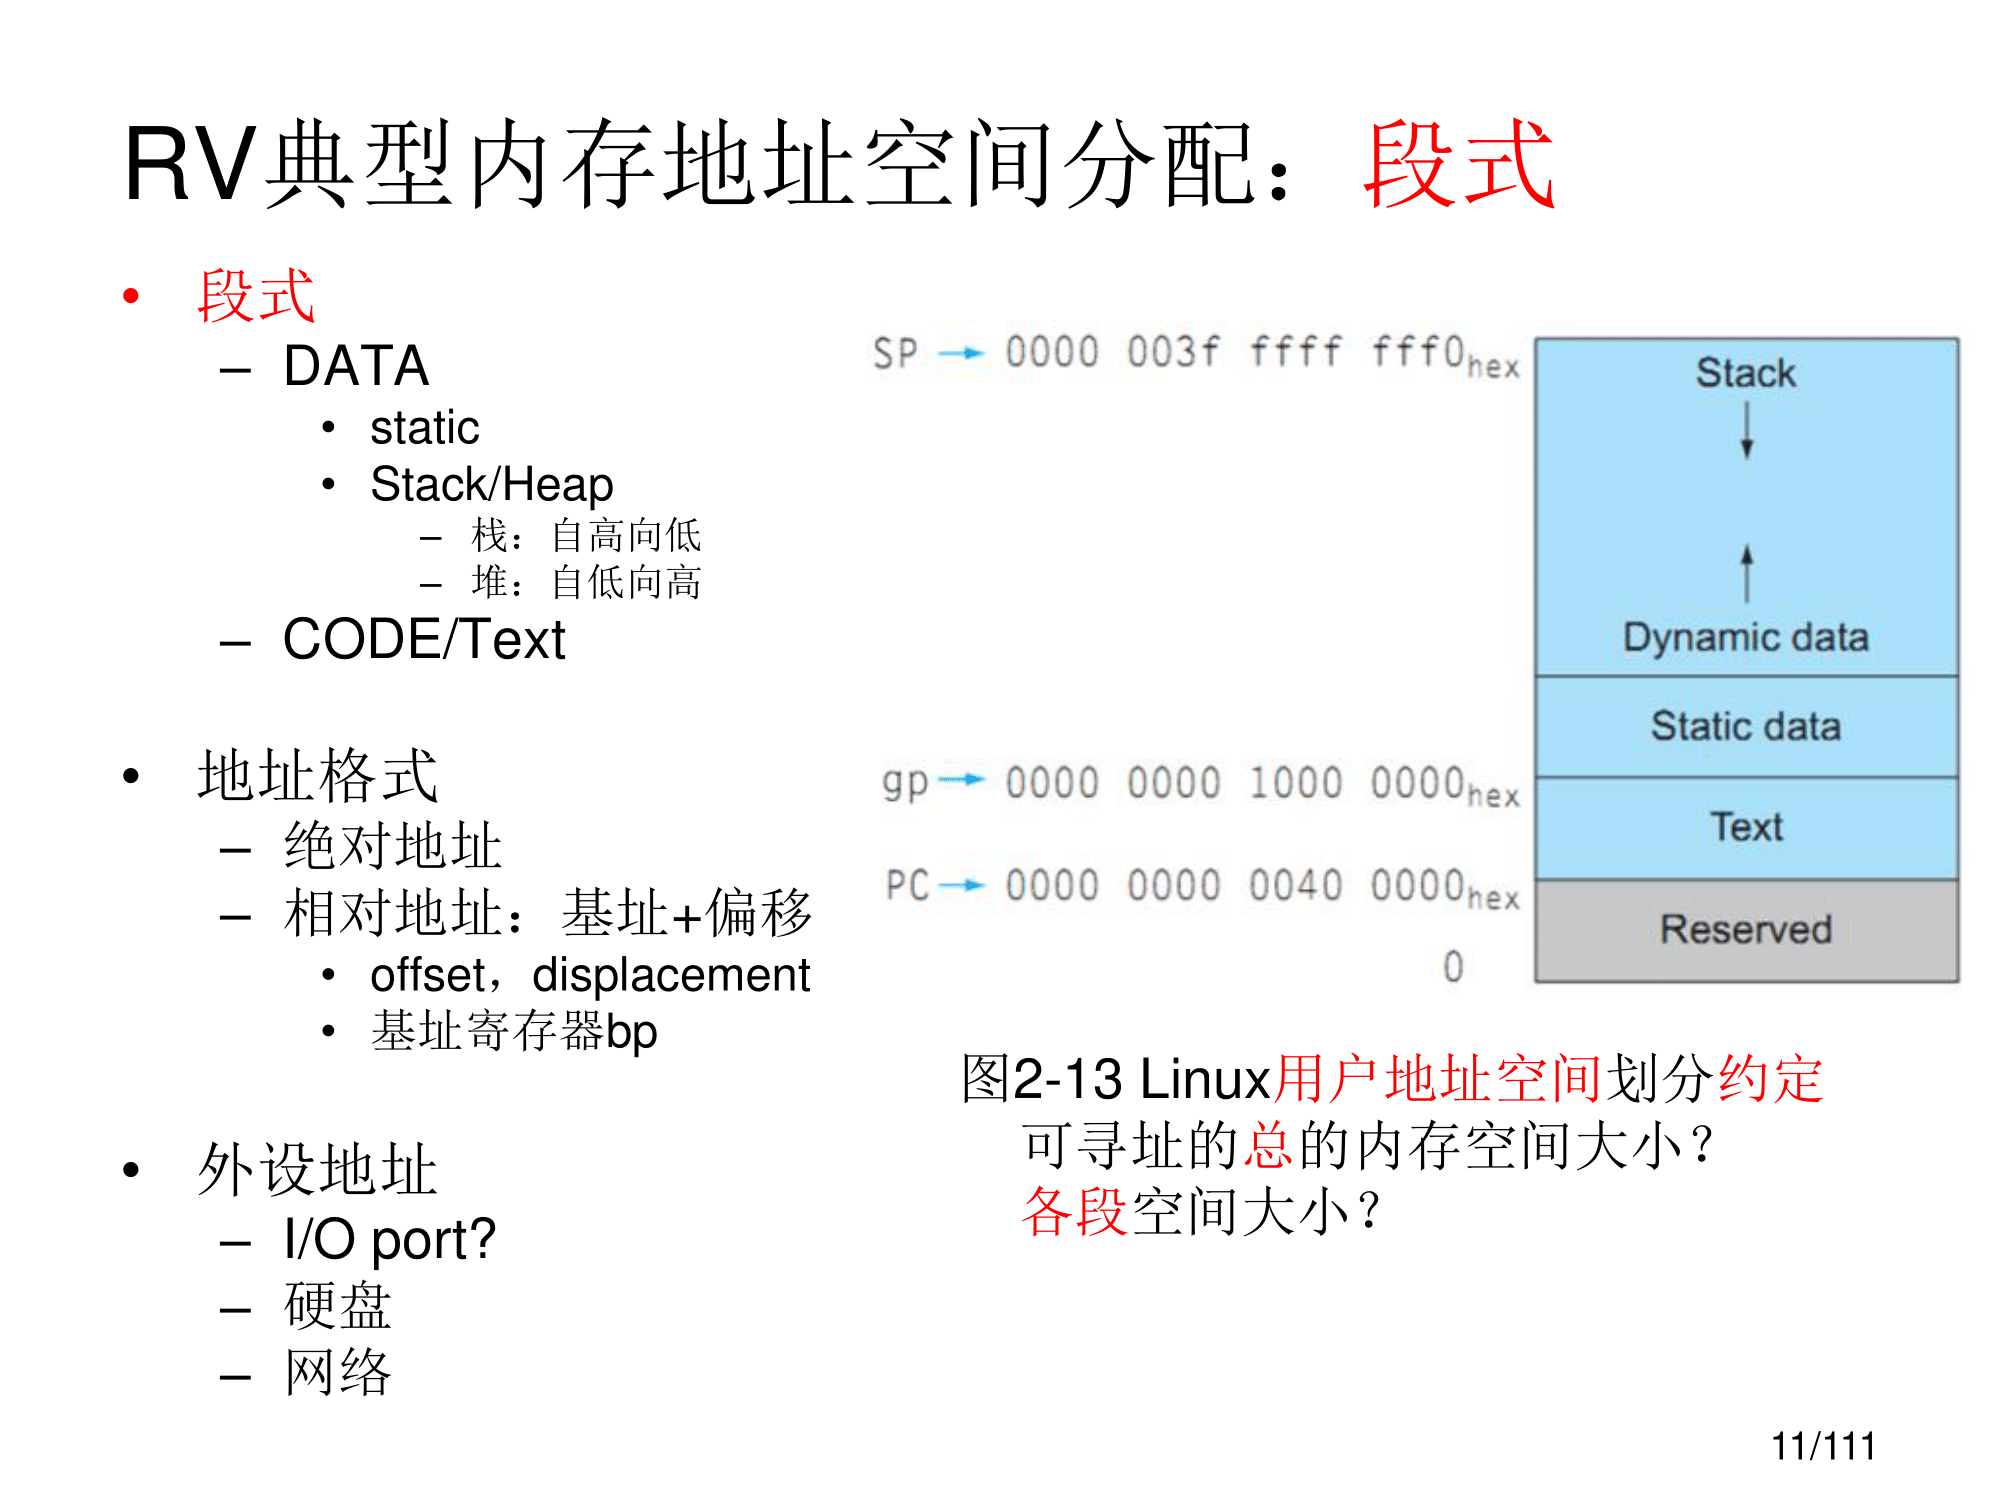 RV典型内存地址空间分配：段式
• 段式
– DATA
• static
• Stack/Heap
– 栈：自高向低
– 堆：自低向高
– CODE/Text
• 地址格式
– 绝对地址
– 相对地址：基址+偏移
• offset，displacement
• 基址寄存器bp
• 外设地址
– I/O port?
– 硬盘
– 网络
SP → 0000 003f ffff fff0hex
Stack
Dynamic data
Static data
gp → 0000 0000 1000 0000hex
Text
PC → 0000 0000 0040 0000hex
Reserved
0
图2-13 Linux用户地址空间划分约定
可寻址的总的内存空间大小？
各段空间大小？
11/111